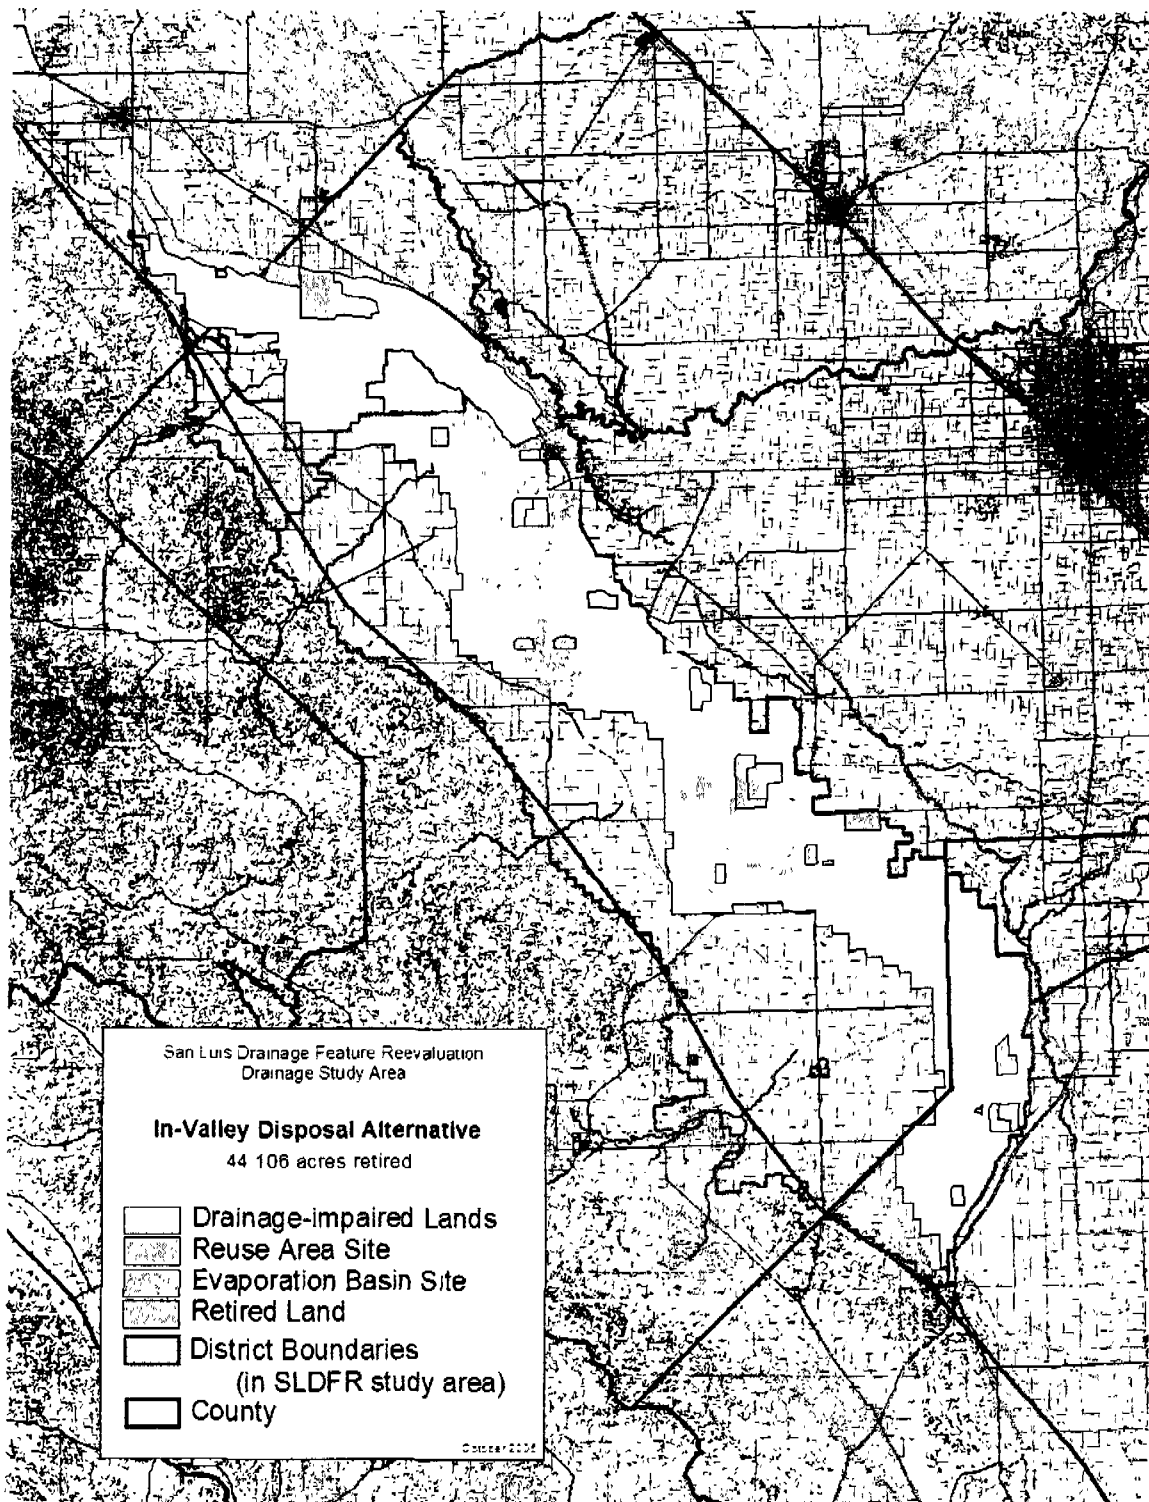 San Luis Drainage Feature Reevaluation
Drainage Study Area
In-Valley Disposal Alternative
44 106 acres retired
Drainage-impaired Lands
Reuse Area Site
Evaporation Basin Site
Retired Land
District Boundaries
(in SLDFR study area)
County